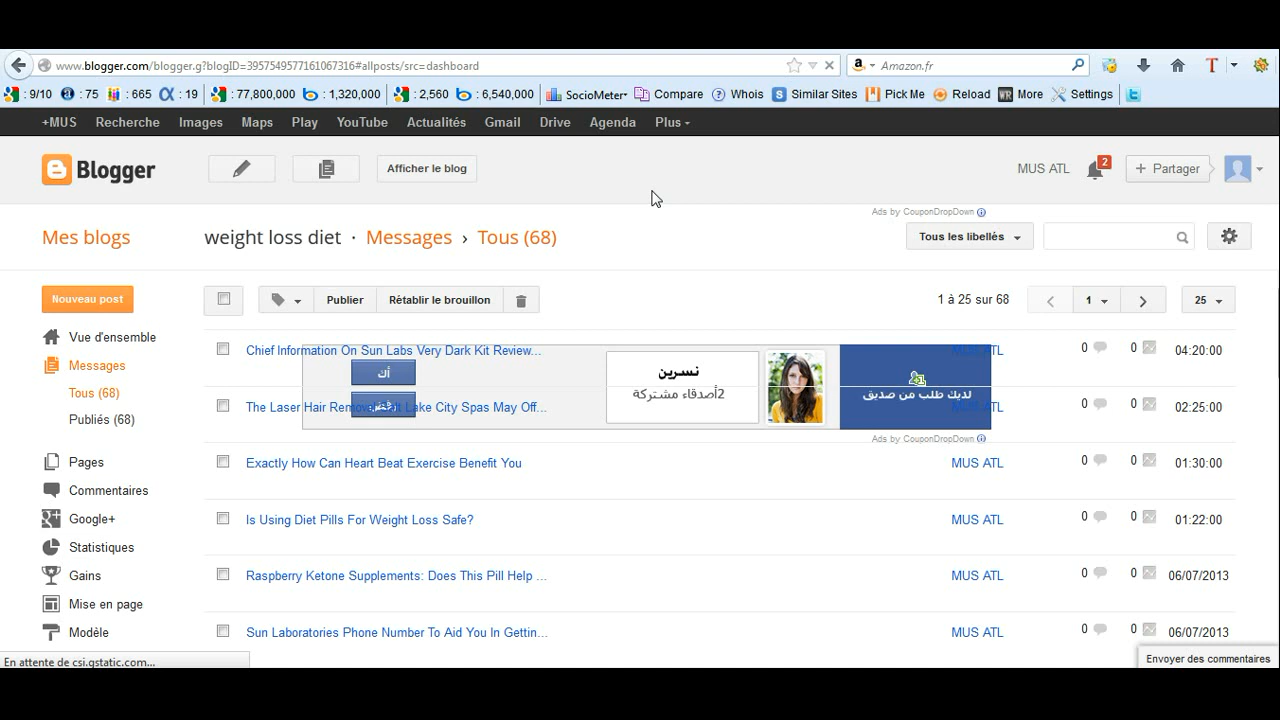 www.blogger.com/blogger.g?blogID=3957549577161067316#allposts/src=dashboard
Amazon.fr
: 9/10 : 75 : 665 : 19 : 77,800,000 : 1,320,000 : 2,560 : 6,540,000 SocioMeter Compare Whois Similar Sites Pick Me Reload More Settings
+MUS Recherche Images Maps Play YouTube Actualités Gmail Drive Agenda Plus
Blogger Afficher le blog MUS ATL 2 + Partager
Ads by CouponDropDown
Mes blogs weight loss diet · Messages › Tous (68) Tous les libellés
Nouveau post Publier Rétablir le brouillon 1 à 25 sur 68 1 25
Vue d'ensemble
Messages
Tous (68)
Publiés (68)
Pages
Commentaires
Google+
Statistiques
Gains
Mise en page
Modèle
Chief Information On Sun Labs Very Dark Kit Review... MUS ATL 0 0 04:20:00
أك
نسرين
2أصدقاء مشتركة
لديك طلب من صديق
رفض
The Laser Hair Removal Lake City Spas May Off... MUS ATL 0 0 02:25:00
Ads by CouponDropDown
Exactly How Can Heart Beat Exercise Benefit You MUS ATL 0 0 01:30:00
Is Using Diet Pills For Weight Loss Safe? MUS ATL 0 0 01:22:00
Raspberry Ketone Supplements: Does This Pill Help ... MUS ATL 0 0 06/07/2013
Sun Laboratories Phone Number To Aid You In Gettin... MUS ATL 0 0 06/07/2013
En attente de csi.gstatic.com...
Envoyer des commentaires